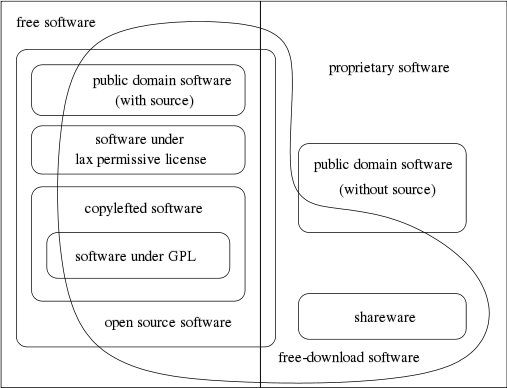 free software
proprietary software
public domain software
(with source)
software under
lax permissive license
copylefted software
software under GPL
open source software
public domain software
(without source)
shareware
free-download software